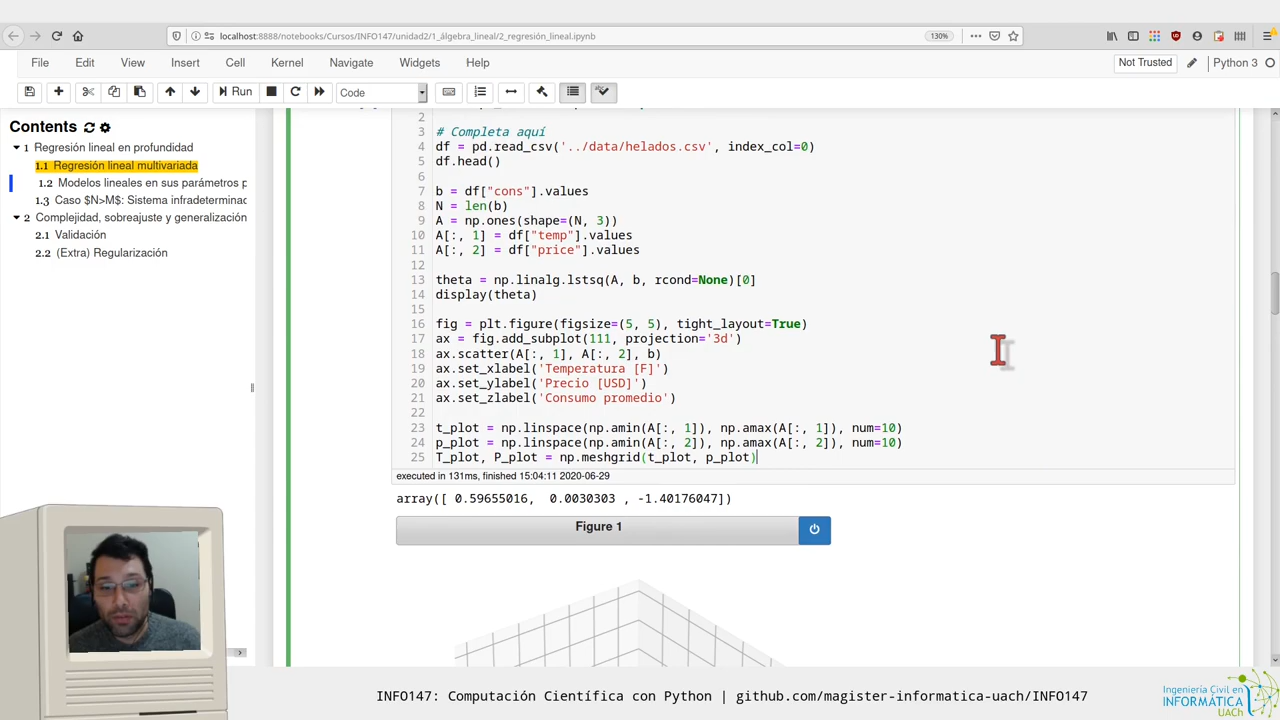 localhost:8888/notebooks/Cursos/INFO147/unidad2/1_álgebra_lineal/2_regresión_lineal.ipynb
130%
File Edit View Insert Cell Kernel Navigate Widgets Help
Not Trusted
Python 3
Run
Code
Contents
1 Regresión lineal en profundidad
1.1 Regresión lineal multivariada
1.2 Modelos lineales en sus parámetros p
1.3 Caso $N>M$: Sistema infradeterminac
2 Complejidad, sobreajuste y generalización
2.1 Validación
2.2 (Extra) Regularización
2
3 # Completa aquí
4 df = pd.read_csv('../data/helados.csv', index_col=0)
5 df.head()
6
7 b = df["cons"].values
8 N = len(b)
9 A = np.ones(shape=(N, 3))
10 A[:, 1] = df["temp"].values
11 A[:, 2] = df["price"].values
12
13 theta = np.linalg.lstsq(A, b, rcond=None)[0]
14 display(theta)
15
16 fig = plt.figure(figsize=(5, 5), tight_layout=True)
17 ax = fig.add_subplot(111, projection='3d')
18 ax.scatter(A[:, 1], A[:, 2], b)
19 ax.set_xlabel('Temperatura [F]')
20 ax.set_ylabel('Precio [USD]')
21 ax.set_zlabel('Consumo promedio')
22
23 t_plot = np.linspace(np.amin(A[:, 1]), np.amax(A[:, 1]), num=10)
24 p_plot = np.linspace(np.amin(A[:, 2]), np.amax(A[:, 2]), num=10)
25 T_plot, P_plot = np.meshgrid(t_plot, p_plot)
executed in 131ms, finished 15:04:11 2020-06-29
array([ 0.59655016,  0.0030303 , -1.40176047])
Figure 1
INFO147: Computación Científica con Python | github.com/magister-informatica-uach/INFO147
Ingeniería Civil en
INFORMÁTICA
UACh